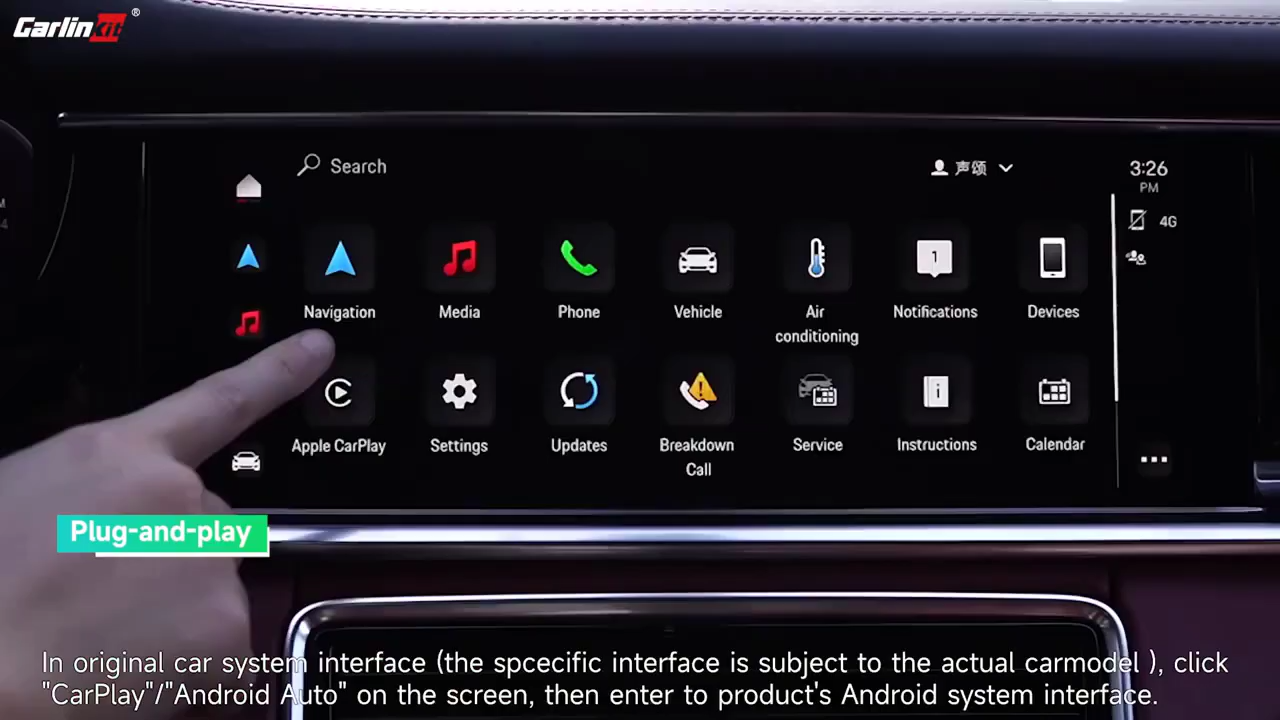 Carlinkit®
Search
声颂
3:26
PM
4G
1
Navigation
Media
Phone
Vehicle
Air
conditioning
Notifications
Devices
Apple CarPlay
Settings
Updates
Breakdown
Call
Service
Instructions
Calendar
Plug-and-play
In original car system interface (the spcecific interface is subject to the actual carmodel ), click
"CarPlay"/"Android Auto" on the screen, then enter to product's Android system interface.